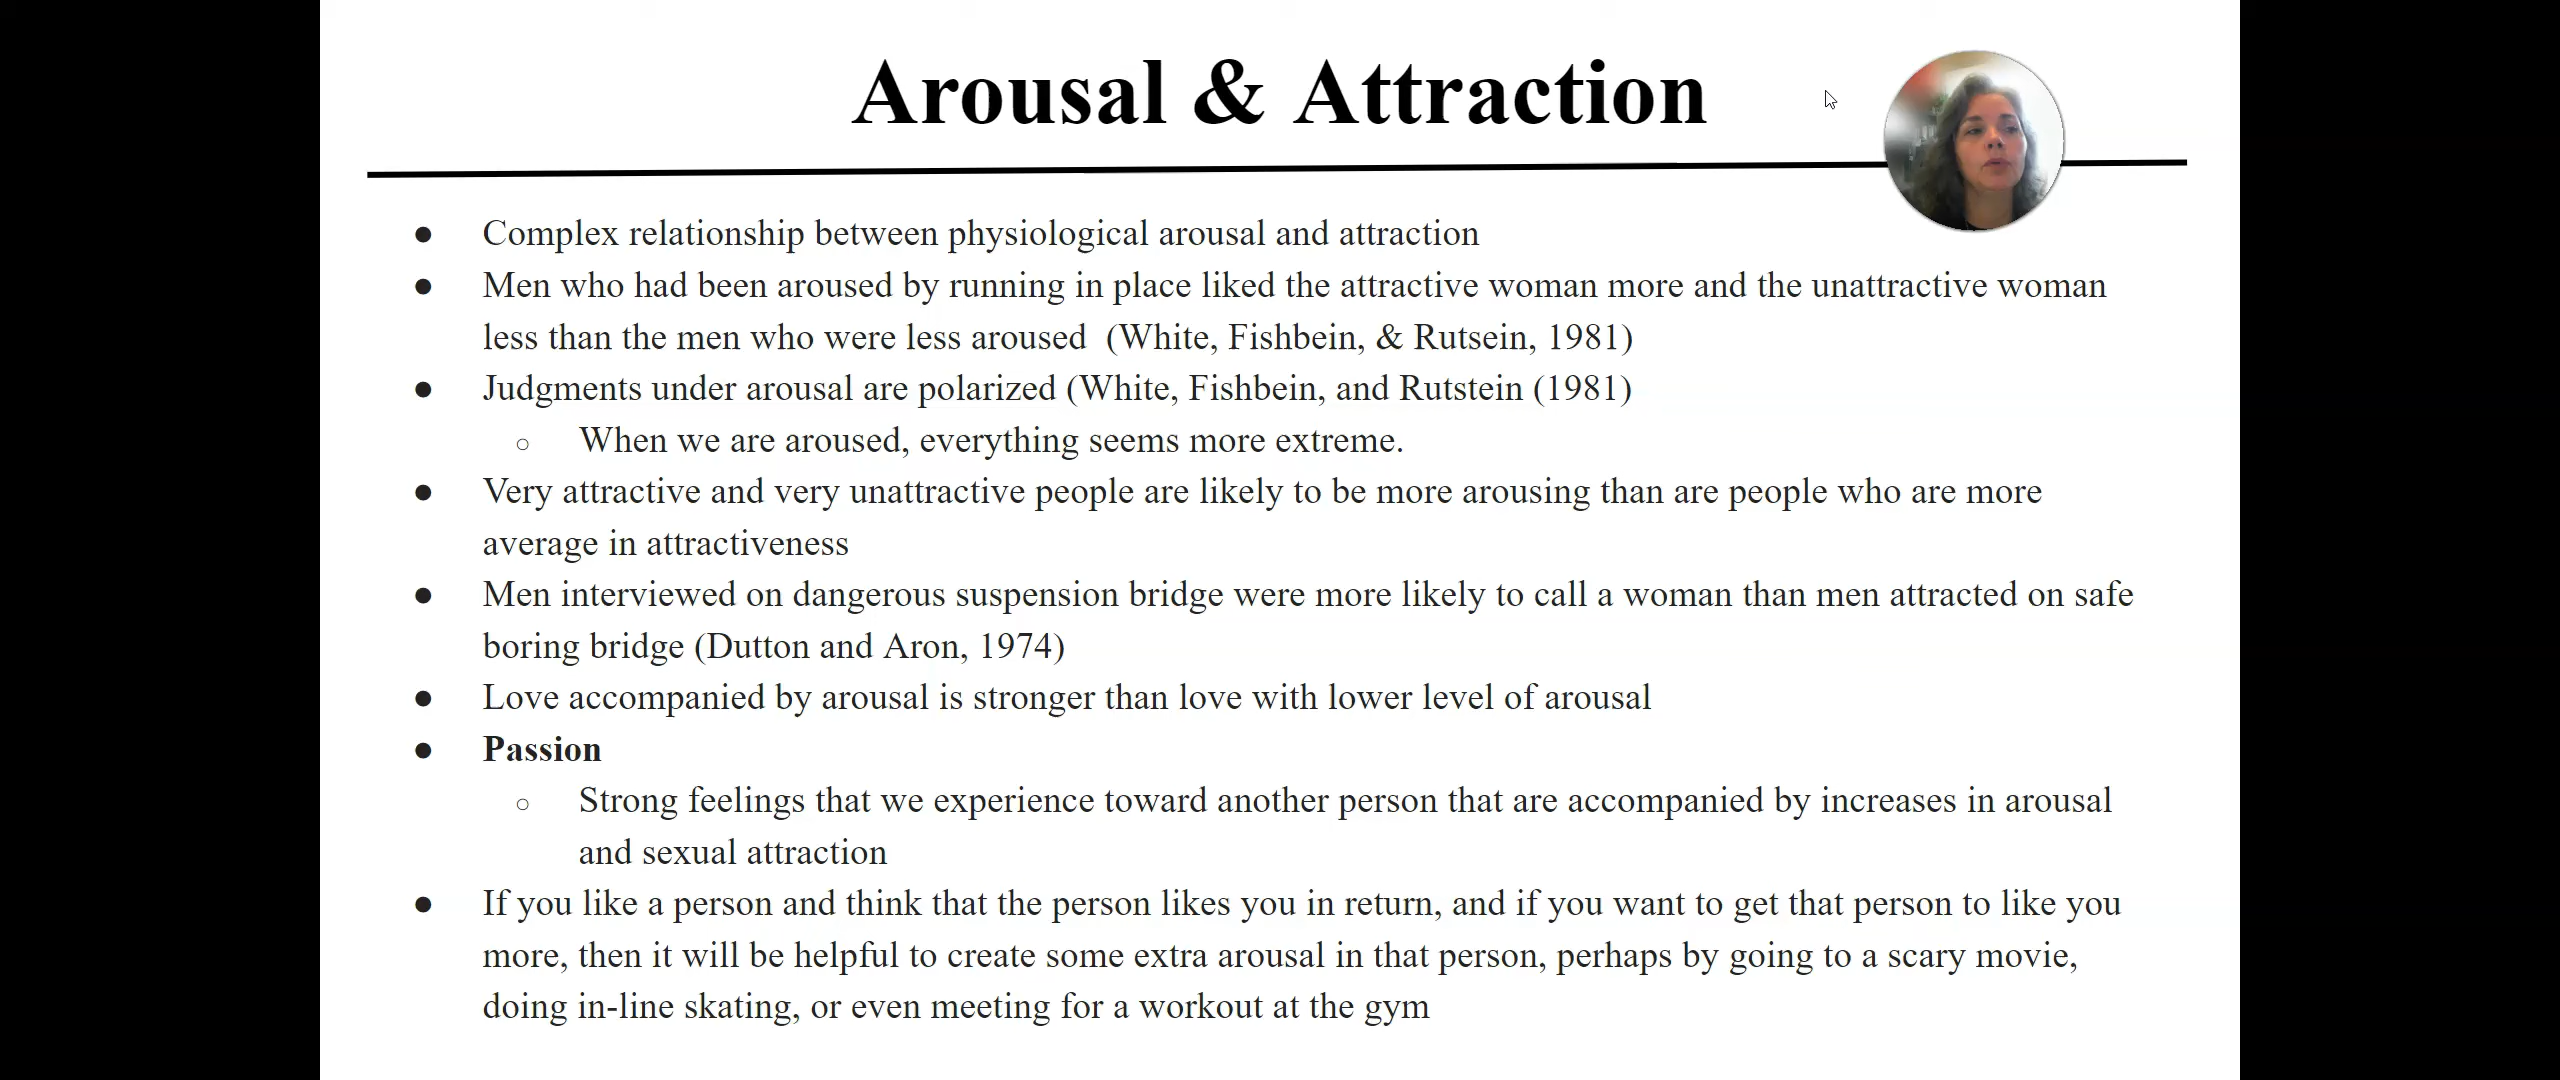 Arousal & Attraction
● Complex relationship between physiological arousal and attraction
● Men who had been aroused by running in place liked the attractive woman more and the unattractive woman
less than the men who were less aroused  (White, Fishbein, & Rutsein, 1981)
● Judgments under arousal are polarized (White, Fishbein, and Rutstein (1981)
○ When we are aroused, everything seems more extreme.
● Very attractive and very unattractive people are likely to be more arousing than are people who are more
average in attractiveness
● Men interviewed on dangerous suspension bridge were more likely to call a woman than men attracted on safe
boring bridge (Dutton and Aron, 1974)
● Love accompanied by arousal is stronger than love with lower level of arousal
● Passion
○ Strong feelings that we experience toward another person that are accompanied by increases in arousal
and sexual attraction
● If you like a person and think that the person likes you in return, and if you want to get that person to like you
more, then it will be helpful to create some extra arousal in that person, perhaps by going to a scary movie,
doing in-line skating, or even meeting for a workout at the gym